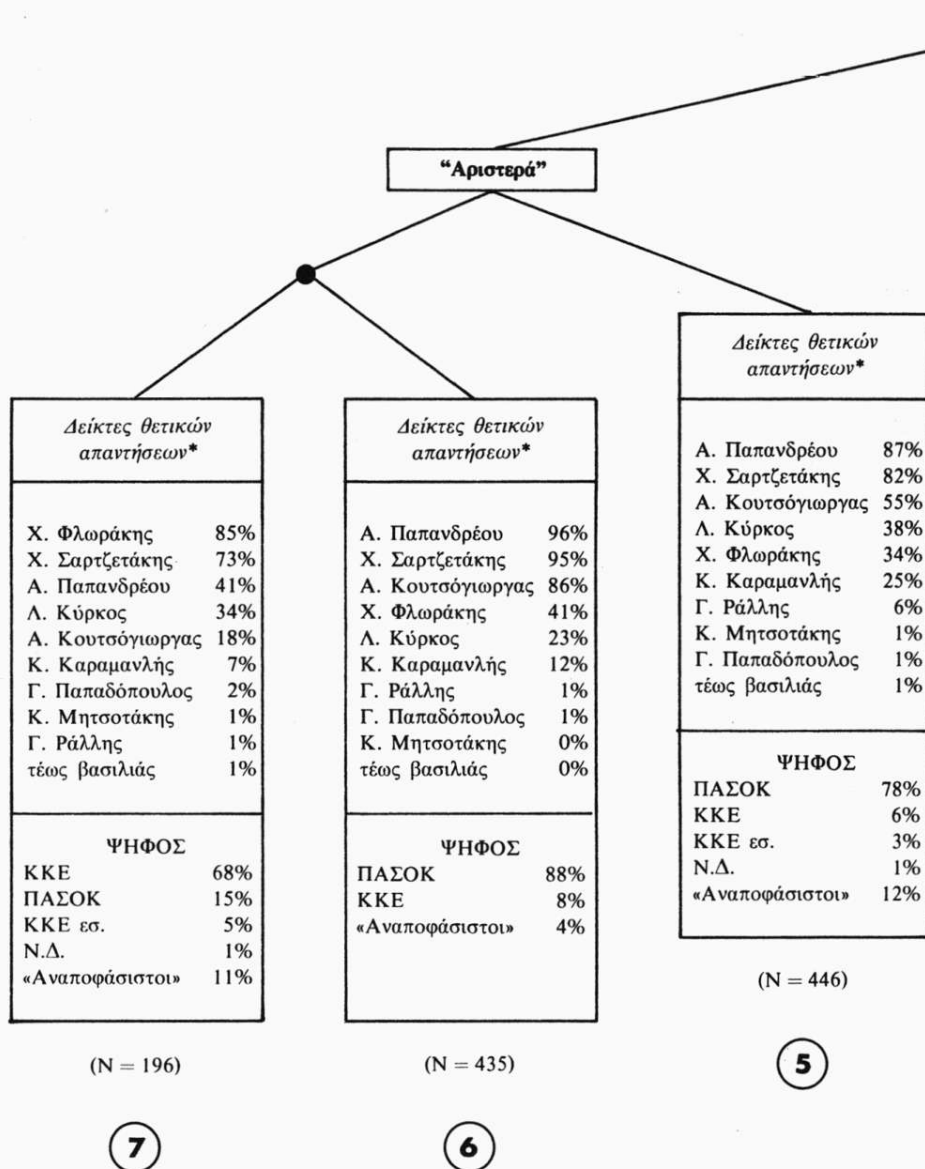 “Αριστερά”
Δείκτες θετικών
απαντήσεων*
Χ. Φλωράκης 85%
Χ. Σαρτζετάκης 73%
Α. Παπανδρέου 41%
Λ. Κύρκος 34%
Α. Κουτσόγιωργας 18%
Κ. Καραμανλής 7%
Γ. Παπαδόπουλος 2%
Κ. Μητσοτάκης 1%
Γ. Ράλλης 1%
τέως βασιλιάς 1%
ΨΗΦΟΣ
ΚΚΕ 68%
ΠΑΣΟΚ 15%
ΚΚΕ εσ. 5%
Ν.Δ. 1%
«Αναποφάσιστοι» 11%
(Ν = 196)
7
Δείκτες θετικών
απαντήσεων*
Α. Παπανδρέου 96%
Χ. Σαρτζετάκης 95%
Α. Κουτσόγιωργας 86%
Χ. Φλωράκης 41%
Λ. Κύρκος 23%
Κ. Καραμανλής 12%
Γ. Ράλλης 1%
Γ. Παπαδόπουλος 1%
Κ. Μητσοτάκης 0%
τέως βασιλιάς 0%
ΨΗΦΟΣ
ΠΑΣΟΚ 88%
ΚΚΕ 8%
«Αναποφάσιστοι» 4%
(Ν = 435)
6
Δείκτες θετικών
απαντήσεων*
Α. Παπανδρέου 87%
Χ. Σαρτζετάκης 82%
Α. Κουτσόγιωργας 55%
Λ. Κύρκος 38%
Χ. Φλωράκης 34%
Κ. Καραμανλής 25%
Γ. Ράλλης 6%
Κ. Μητσοτάκης 1%
Γ. Παπαδόπουλος 1%
τέως βασιλιάς 1%
ΨΗΦΟΣ
ΠΑΣΟΚ 78%
ΚΚΕ 6%
ΚΚΕ εσ. 3%
Ν.Δ. 1%
«Αναποφάσιστοι» 12%
(Ν = 446)
5